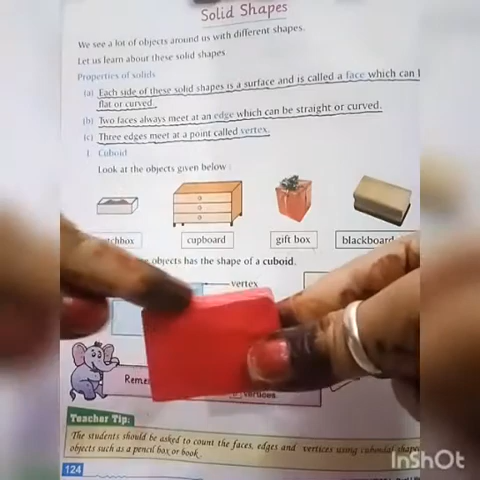 Solid Shapes
We see a lot of objects around us with different shapes.
Let us learn about these solid shapes
Properties of solids
(a) Each side of these solid shapes is a surface and is called a face which can
flat or curved.
(b) Two faces always meet at an edge which can be straight or curved.
(c) Three edges meet at a point called vertex.
1. Cuboid
Look at the objects given below :
cupboard
gift box
blackboard
objects has the shape of a cuboid.
vertex
vertices.
Teacher Tip:
The students should be asked to count the faces, edges and vertices using cuboidal
objects such as a pencil box or book.
124
InShOt